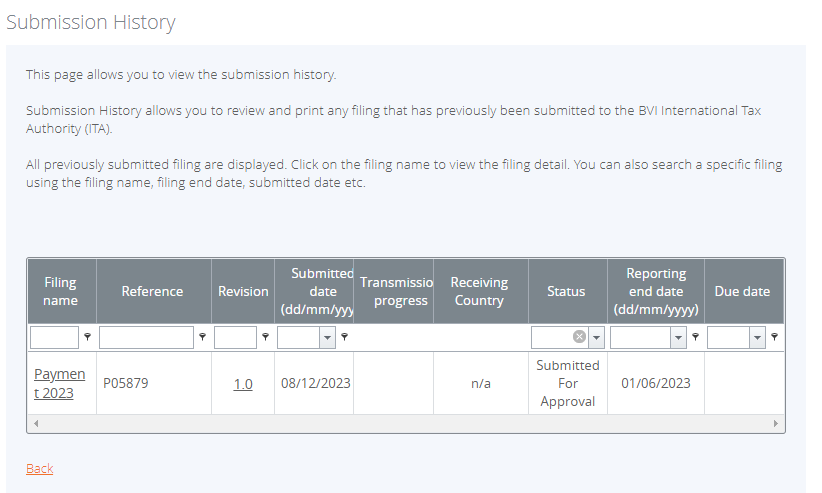 Submission History
This page allows you to view the submission history.
Submission History allows you to review and print any filing that has previously been submitted to the BVI International Tax
Authority (ITA).
All previously submitted filing are displayed. Click on the filing name to view the filing detail. You can also search a specific filing
using the filing name, filing end date, submitted date etc.
Filing
name
Reference
Revision
Submitted
date
(dd/mm/yyy
Transmissio
progress
Receiving
Country
Status
Reporting
end date
(dd/mm/yyyy)
Due date
Paymen
t 2023
P05879
1.0
08/12/2023
n/a
Submitted
For
Approval
01/06/2023
Back